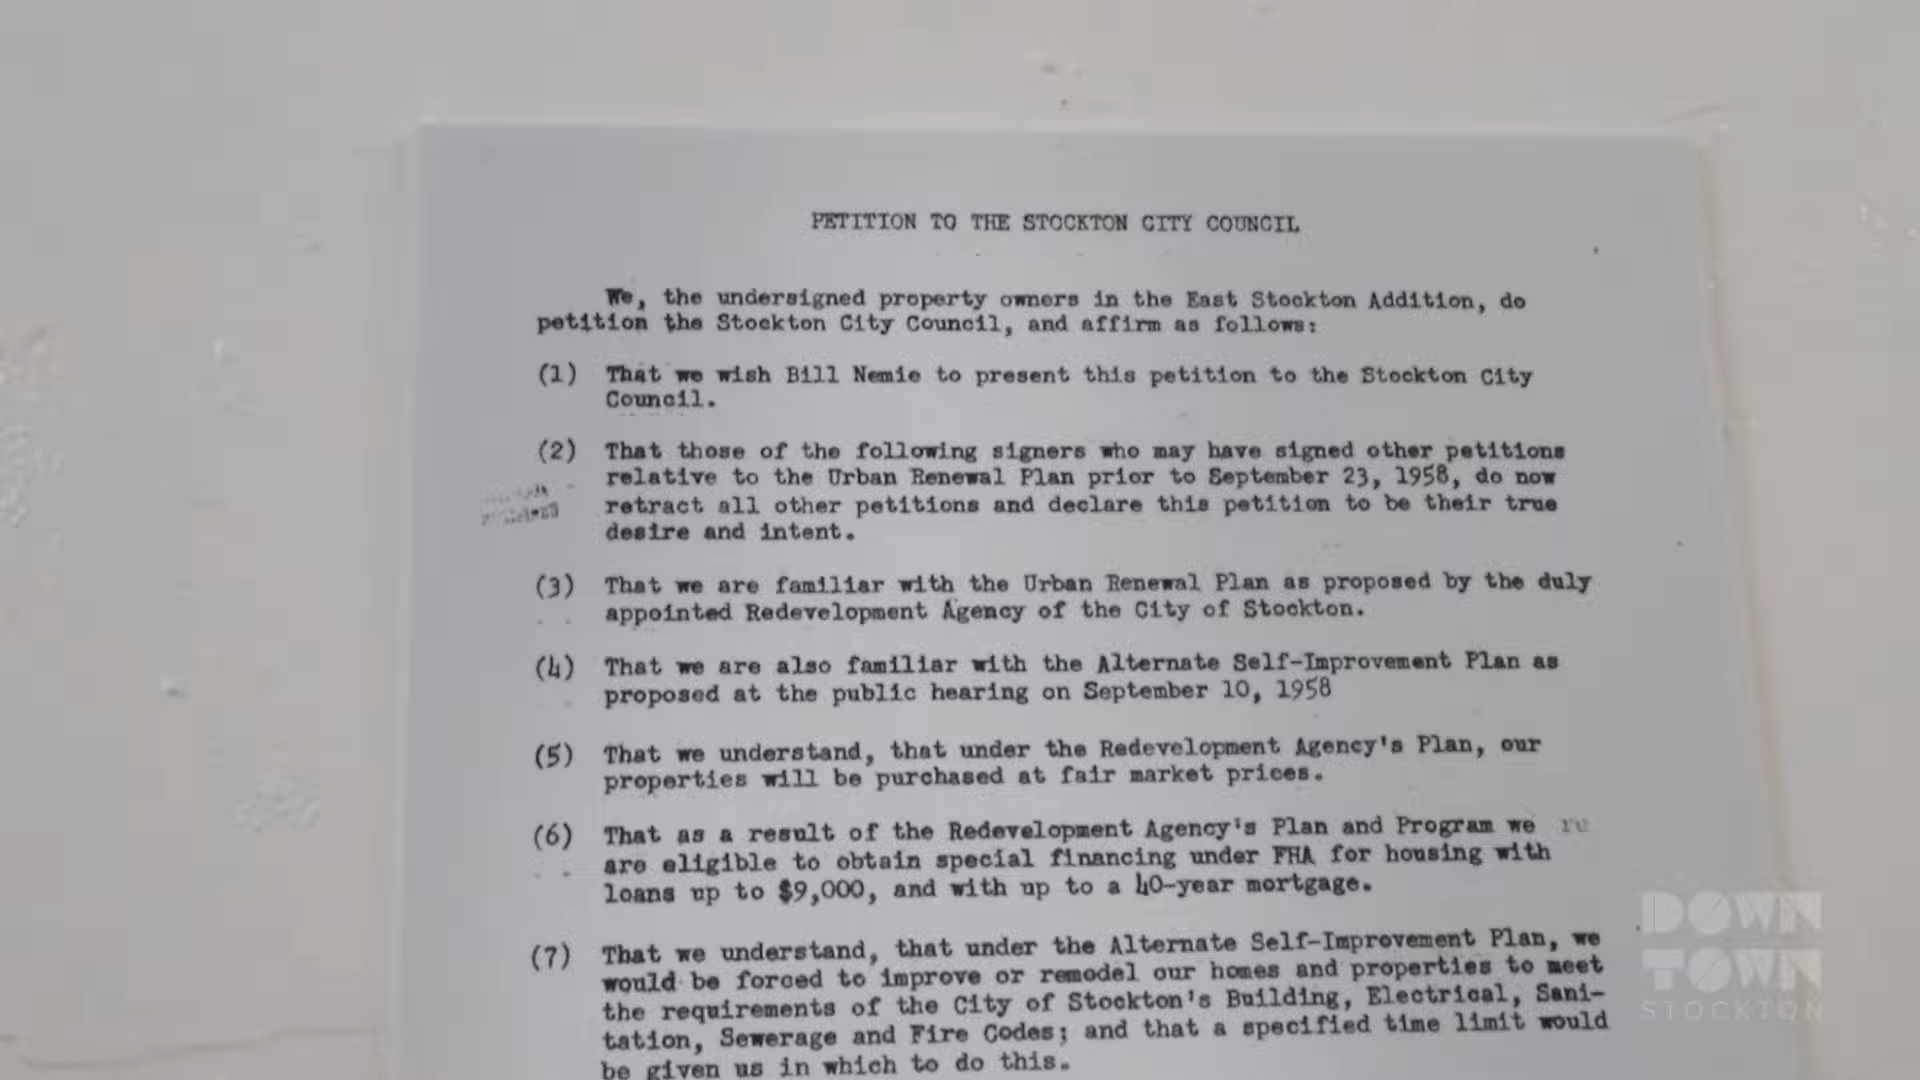 PETITION TO THE STOCKTON CITY COUNCIL
We, the undersigned property owners in the East Stockton Addition, do
petition the Stockton City Council, and affirm as follows:
(1) That we wish Bill Nemie to present this petition to the Stockton City
Council.
(2) That those of the following signers who may have signed other petitions
relative to the Urban Renewal Plan prior to September 23, 1958, do now
retract all other petitions and declare this petition to be their true
desire and intent.
(3) That we are familiar with the Urban Renewal Plan as proposed by the duly
appointed Redevelopment Agency of the City of Stockton.
(4) That we are also familiar with the Alternate Self-Improvement Plan as
proposed at the public hearing on September 10, 1958
(5) That we understand, that under the Redevelopment Agency's Plan, our
properties will be purchased at fair market prices.
(6) That as a result of the Redevelopment Agency's Plan and Program we
are eligible to obtain special financing under FHA for housing with
loans up to $9,000, and with up to a 40-year mortgage.
(7) That we understand, that under the Alternate Self-Improvement Plan, we
would be forced to improve or remodel our homes and properties to meet
the requirements of the City of Stockton's Building, Electrical, Sani-
tation, Sewerage and Fire Codes; and that a specified time limit would
be given us in which to do this.
DOWN
TOWN
STOCKTON